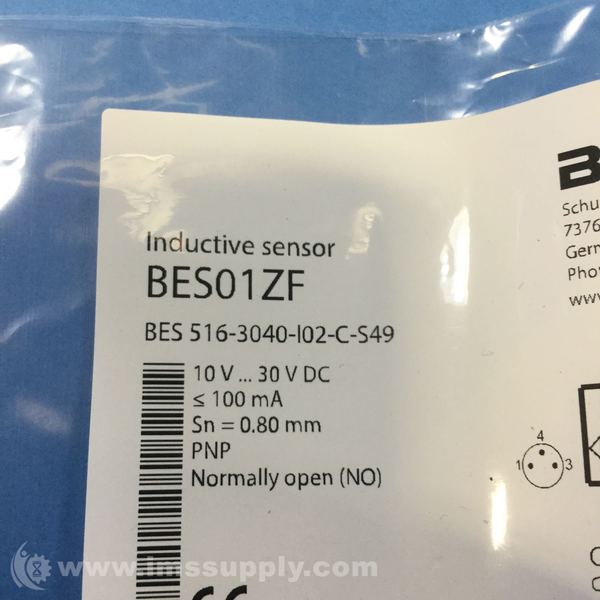 Inductive sensor
BES01ZF
BES 516-3040-I02-C-S49
10 V ... 30 V DC
≤ 100 mA
Sn = 0.80 mm
PNP
Normally open (NO)
4
1
3
www.imssupply.com